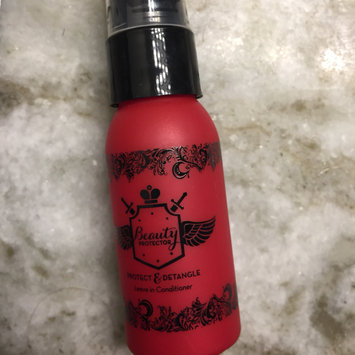 Beauty
PROTECTOR
PROTECT & DETANGLE
Leave in Conditioner